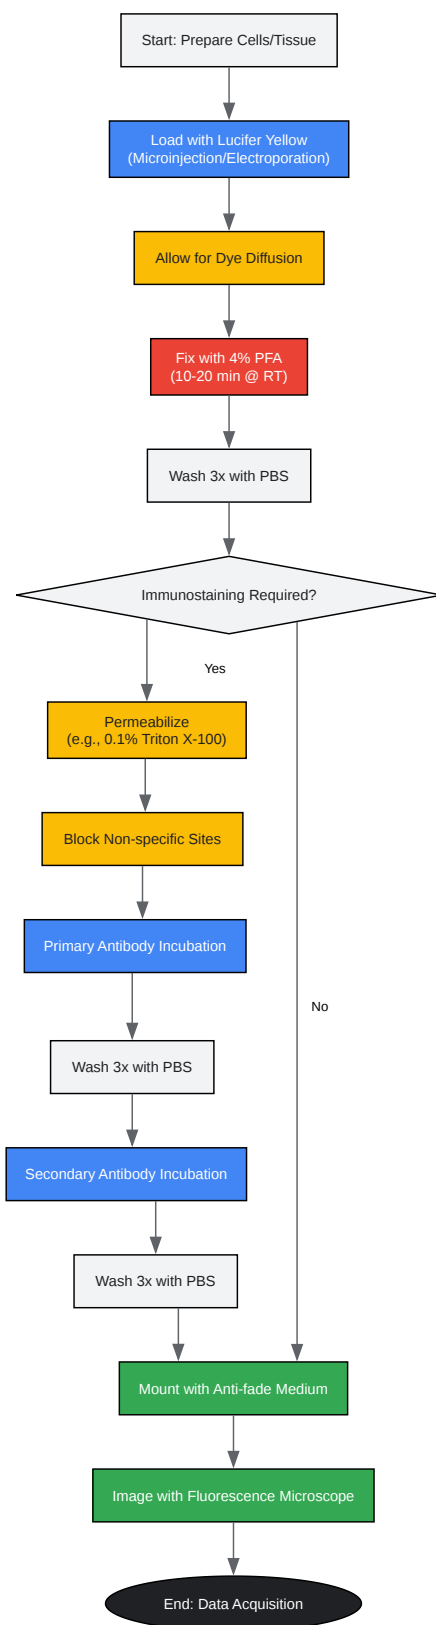 Start: Prepare Cells/Tissue
Load with Lucifer Yellow
(Microinjection/Electroporation)
Allow for Dye Diffusion
Fix with 4% PFA
(10-20 min @ RT)
Wash 3x with PBS
Immunostaining Required?
Yes
Permeabilize
(e.g., 0.1% Triton X-100)
Block Non-specific Sites
Primary Antibody Incubation
No
Wash 3x with PBS
Secondary Antibody Incubation
Wash 3x with PBS
Mount with Anti-fade Medium
Image with Fluorescence Microscope
End: Data Acquisition